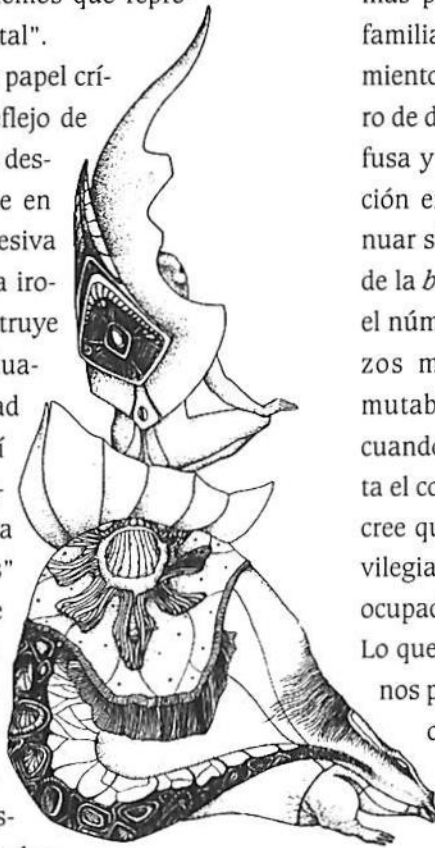 que repro-
tal".
papel crí-
flejo de
des-
e en
esiva
a iro-
truye
ua-
ad
í
-
a
s"
e
s-
mas p
familia
miento
ro de d
fusa y
ción e
nuar s
de la b
el núm
zos m
mutab
cuando
ta el co
cree qu
vilegia
ocupad
Lo que
nos p